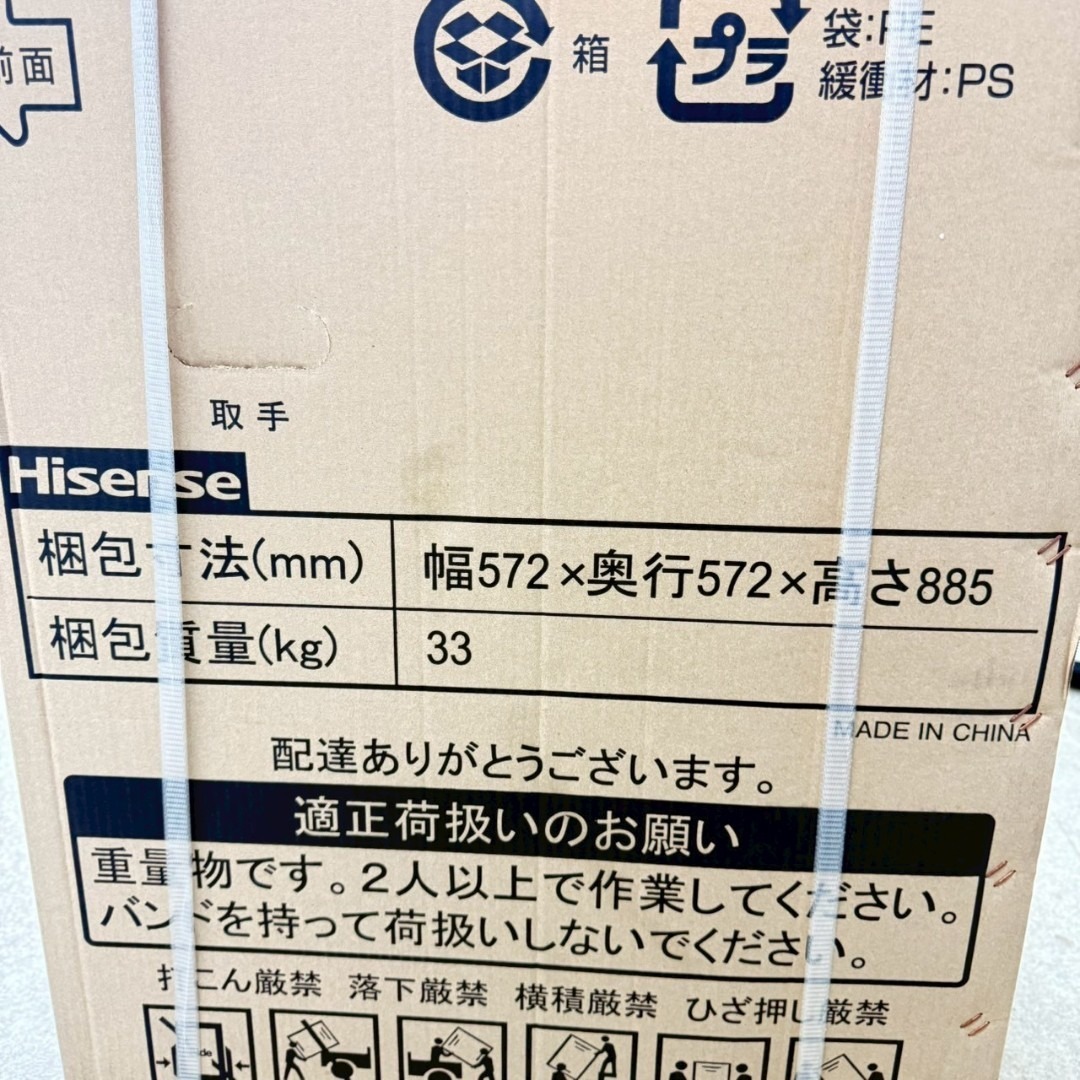 前面
箱
プラ
袋:PE
緩衝材:PS
取手
Hisense
梱包寸法(mm)
幅572×奥行572×高さ885
梱包質量(kg)
33
MADE IN CHINA
配達ありがとうございます。
適正荷扱いのお願い
重量物です。2人以上で作業してください。
バンドを持って荷扱いしないでください。
打こん厳禁 落下厳禁 横積厳禁 ひざ押し厳禁